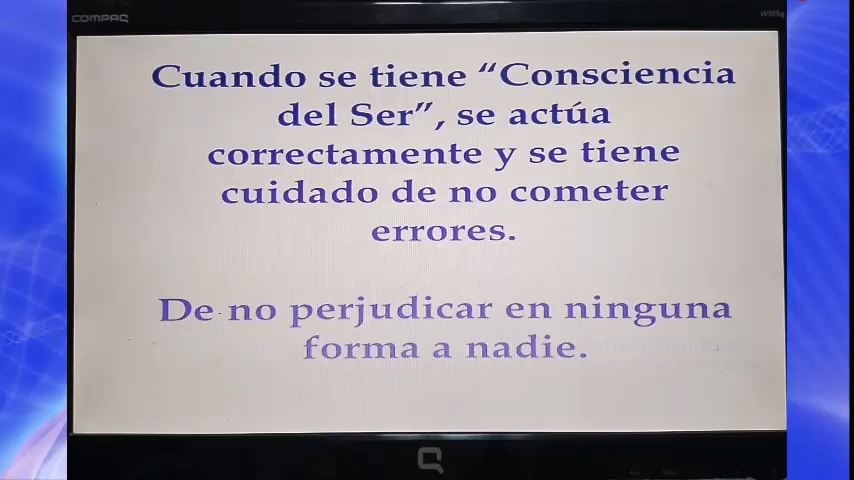 COMPAQ
Cuando se tiene “Consciencia
del Ser”, se actúa
correctamente y se tiene
cuidado de no cometer
errores.
De no perjudicar en ninguna
forma a nadie.